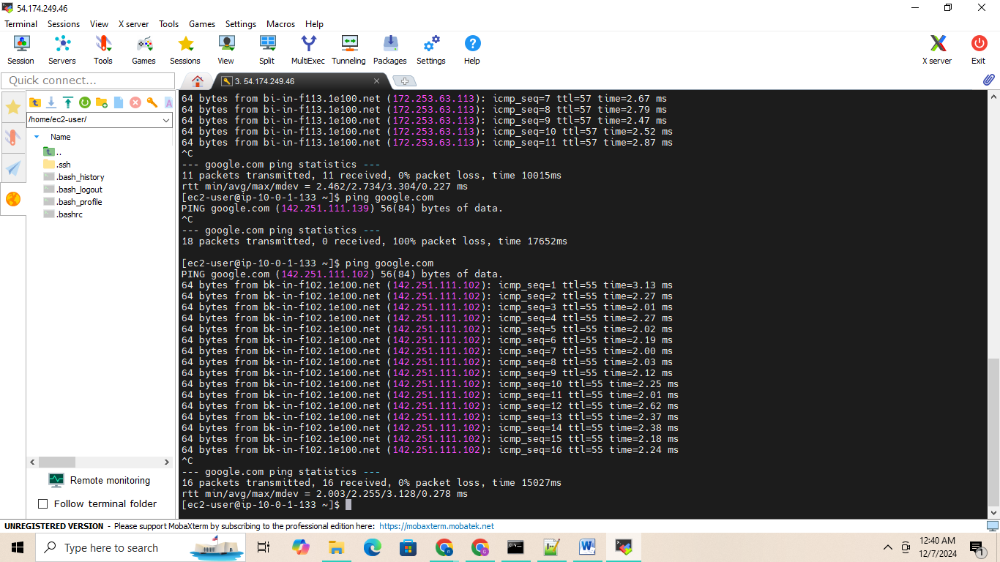 54.174.249.46
Terminal Sessions View X server Tools Games Settings Macros Help
Session Servers Tools Games Sessions View Split MultiExec Tunneling Packages Settings Help X server Exit
Quick connect...
3. 54.174.249.46
/home/ec2-user/
Name
..
.ssh
.bash_history
.bash_logout
.bash_profile
.bashrc
Remote monitoring
Follow terminal folder
64 bytes from bi-in-f113.1e100.net (172.253.63.113): icmp_seq=7 ttl=57 time=2.67 ms
64 bytes from bi-in-f113.1e100.net (172.253.63.113): icmp_seq=8 ttl=57 time=2.79 ms
64 bytes from bi-in-f113.1e100.net (172.253.63.113): icmp_seq=9 ttl=57 time=2.47 ms
64 bytes from bi-in-f113.1e100.net (172.253.63.113): icmp_seq=10 ttl=57 time=2.52 ms
64 bytes from bi-in-f113.1e100.net (172.253.63.113): icmp_seq=11 ttl=57 time=2.87 ms
^C
--- google.com ping statistics ---
11 packets transmitted, 11 received, 0% packet loss, time 10015ms
rtt min/avg/max/mdev = 2.462/2.734/3.304/0.227 ms
[ec2-user@ip-10-0-1-133 ~]$ ping google.com
PING google.com (142.251.111.139) 56(84) bytes of data.
^C
--- google.com ping statistics ---
18 packets transmitted, 0 received, 100% packet loss, time 17652ms
[ec2-user@ip-10-0-1-133 ~]$ ping google.com
PING google.com (142.251.111.102) 56(84) bytes of data.
64 bytes from bk-in-f102.1e100.net (142.251.111.102): icmp_seq=1 ttl=55 time=3.13 ms
64 bytes from bk-in-f102.1e100.net (142.251.111.102): icmp_seq=2 ttl=55 time=2.27 ms
64 bytes from bk-in-f102.1e100.net (142.251.111.102): icmp_seq=3 ttl=55 time=2.01 ms
64 bytes from bk-in-f102.1e100.net (142.251.111.102): icmp_seq=4 ttl=55 time=2.27 ms
64 bytes from bk-in-f102.1e100.net (142.251.111.102): icmp_seq=5 ttl=55 time=2.02 ms
64 bytes from bk-in-f102.1e100.net (142.251.111.102): icmp_seq=6 ttl=55 time=2.19 ms
64 bytes from bk-in-f102.1e100.net (142.251.111.102): icmp_seq=7 ttl=55 time=2.00 ms
64 bytes from bk-in-f102.1e100.net (142.251.111.102): icmp_seq=8 ttl=55 time=2.03 ms
64 bytes from bk-in-f102.1e100.net (142.251.111.102): icmp_seq=9 ttl=55 time=2.12 ms
64 bytes from bk-in-f102.1e100.net (142.251.111.102): icmp_seq=10 ttl=55 time=2.25 ms
64 bytes from bk-in-f102.1e100.net (142.251.111.102): icmp_seq=11 ttl=55 time=2.01 ms
64 bytes from bk-in-f102.1e100.net (142.251.111.102): icmp_seq=12 ttl=55 time=2.62 ms
64 bytes from bk-in-f102.1e100.net (142.251.111.102): icmp_seq=13 ttl=55 time=2.37 ms
64 bytes from bk-in-f102.1e100.net (142.251.111.102): icmp_seq=14 ttl=55 time=2.38 ms
64 bytes from bk-in-f102.1e100.net (142.251.111.102): icmp_seq=15 ttl=55 time=2.18 ms
64 bytes from bk-in-f102.1e100.net (142.251.111.102): icmp_seq=16 ttl=55 time=2.24 ms
^C
--- google.com ping statistics ---
16 packets transmitted, 16 received, 0% packet loss, time 15027ms
rtt min/avg/max/mdev = 2.003/2.255/3.128/0.278 ms
[ec2-user@ip-10-0-1-133 ~]$
UNREGISTERED VERSION - Please support MobaXterm by subscribing to the professional edition here: https://mobaxterm.mobatek.net
Type here to search
12:40 AM
12/7/2024
1